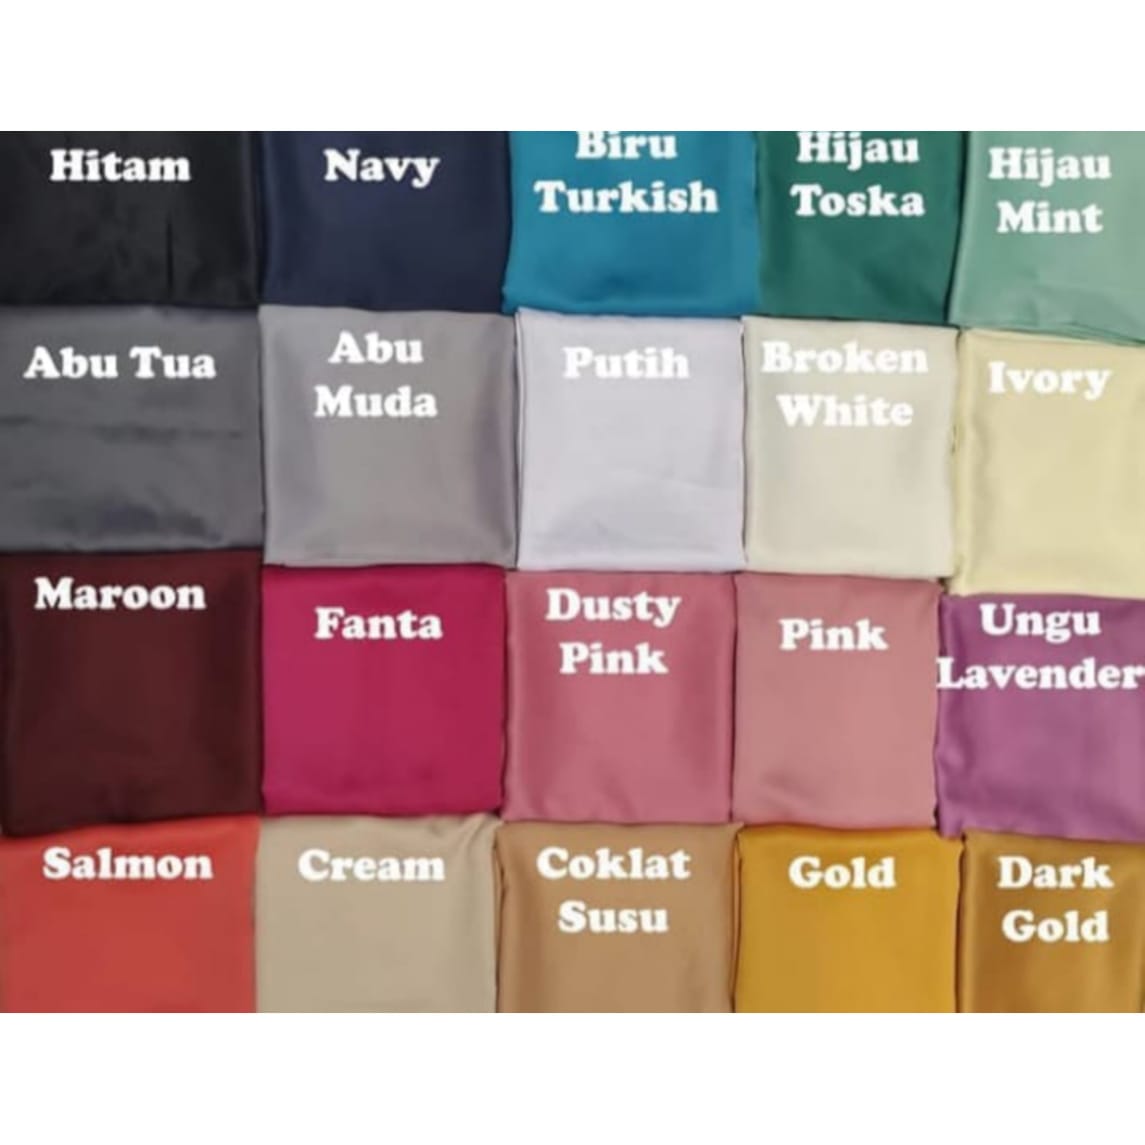 Hitam
Navy
Biru
Turkish
Hijau
Toska
Hijau
Mint
Abu Tua
Abu
Muda
Putih
Broken
White
Ivory
Maroon
Fanta
Dusty
Pink
Pink
Ungu
Lavender
Salmon
Cream
Coklat
Susu
Gold
Dark
Gold